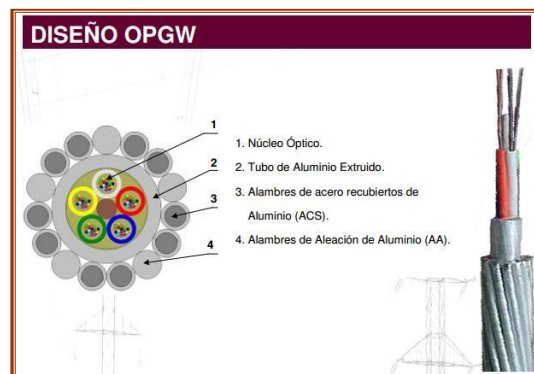 DISEÑO OPGW
1
2
3
4
1. Núcleo Óptico.
2. Tubo de Aluminio Extruido.
3. Alambres de acero recubiertos de
Aluminio (ACS).
4. Alambres de Aleación de Aluminio (AA).